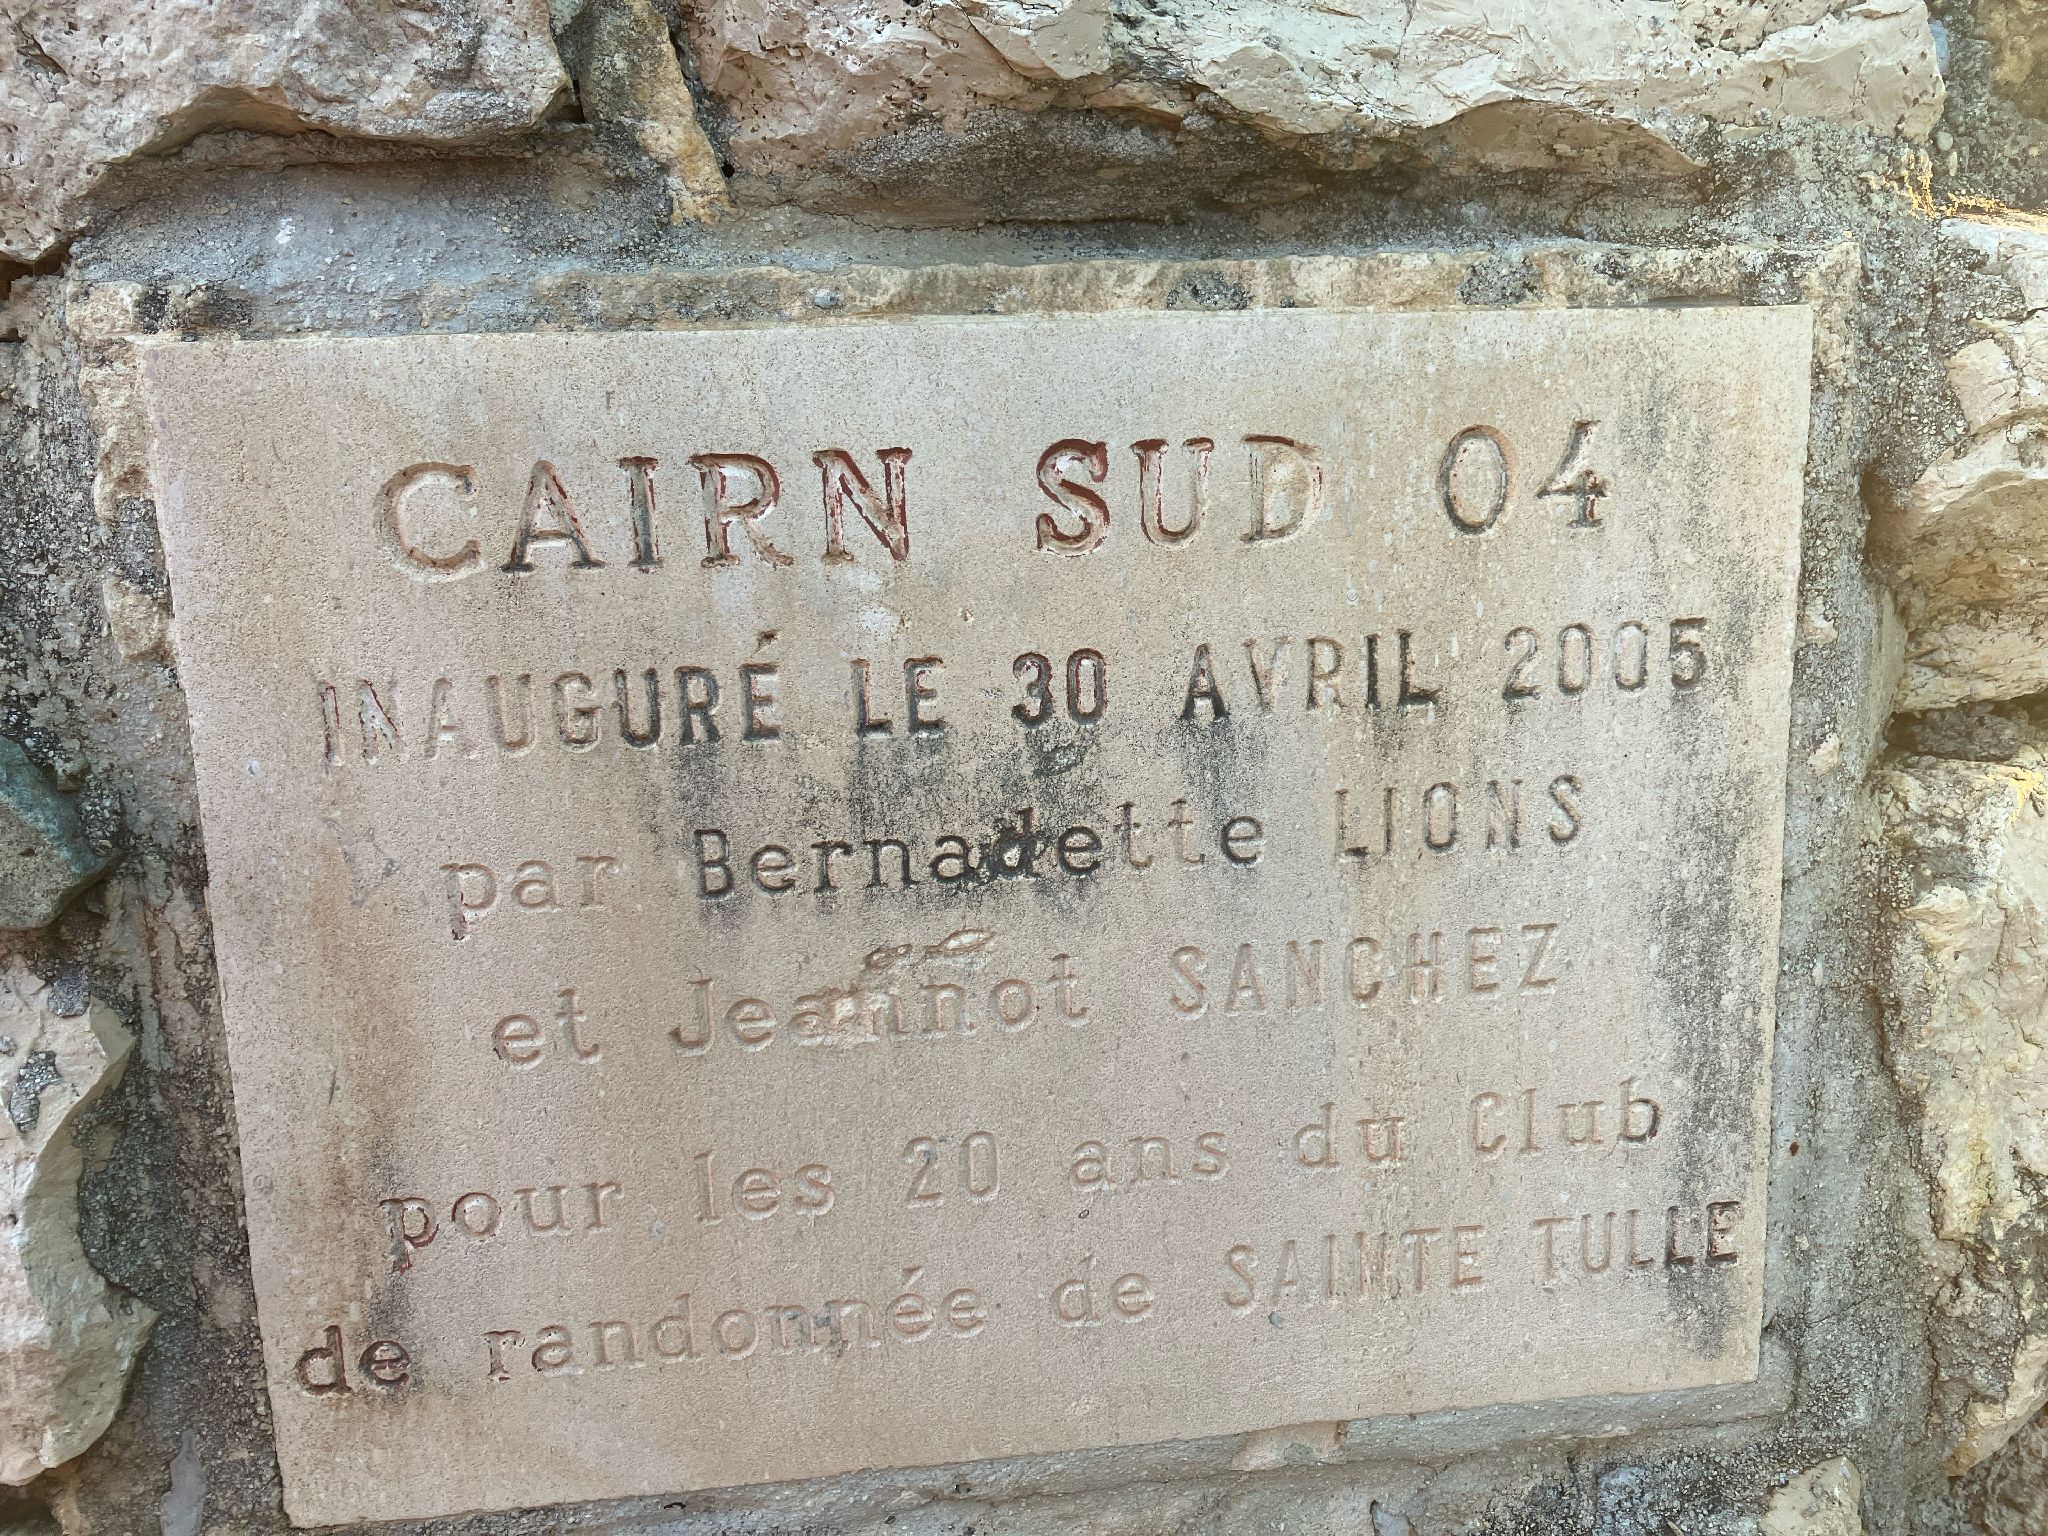 CAIRN SUD 04
INAUGURÉ LE 30 AVRIL 2005
par Bernadette LIONS
et Jeannot SANCHEZ
pour les 20 ans du Club
de randonnée de SAINTE TULLE